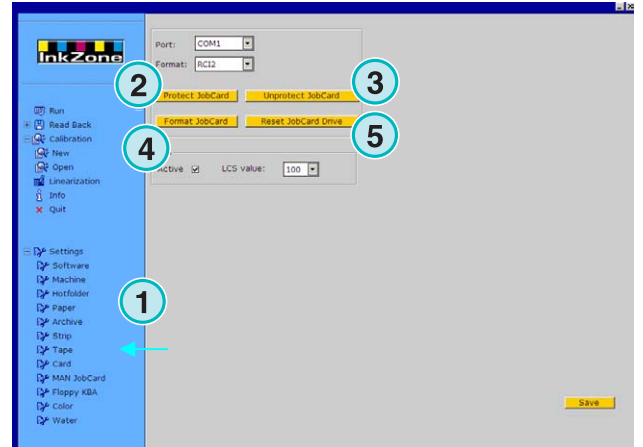 InkZone
Port: COM1
Format: RCI2
2
3
Protect JobCard Unprotect JobCard
Format JobCard Reset JobCard Drive
4
5
Active LCS value: 100
Run
Read Back
Calibration
New
Open
Linearization
Info
Quit
Settings
Software
Machine
Hotfolder
Paper
1
Archive
Strip
Tape
Card
MAN JobCard
Floppy KBA
Color
Water
Save